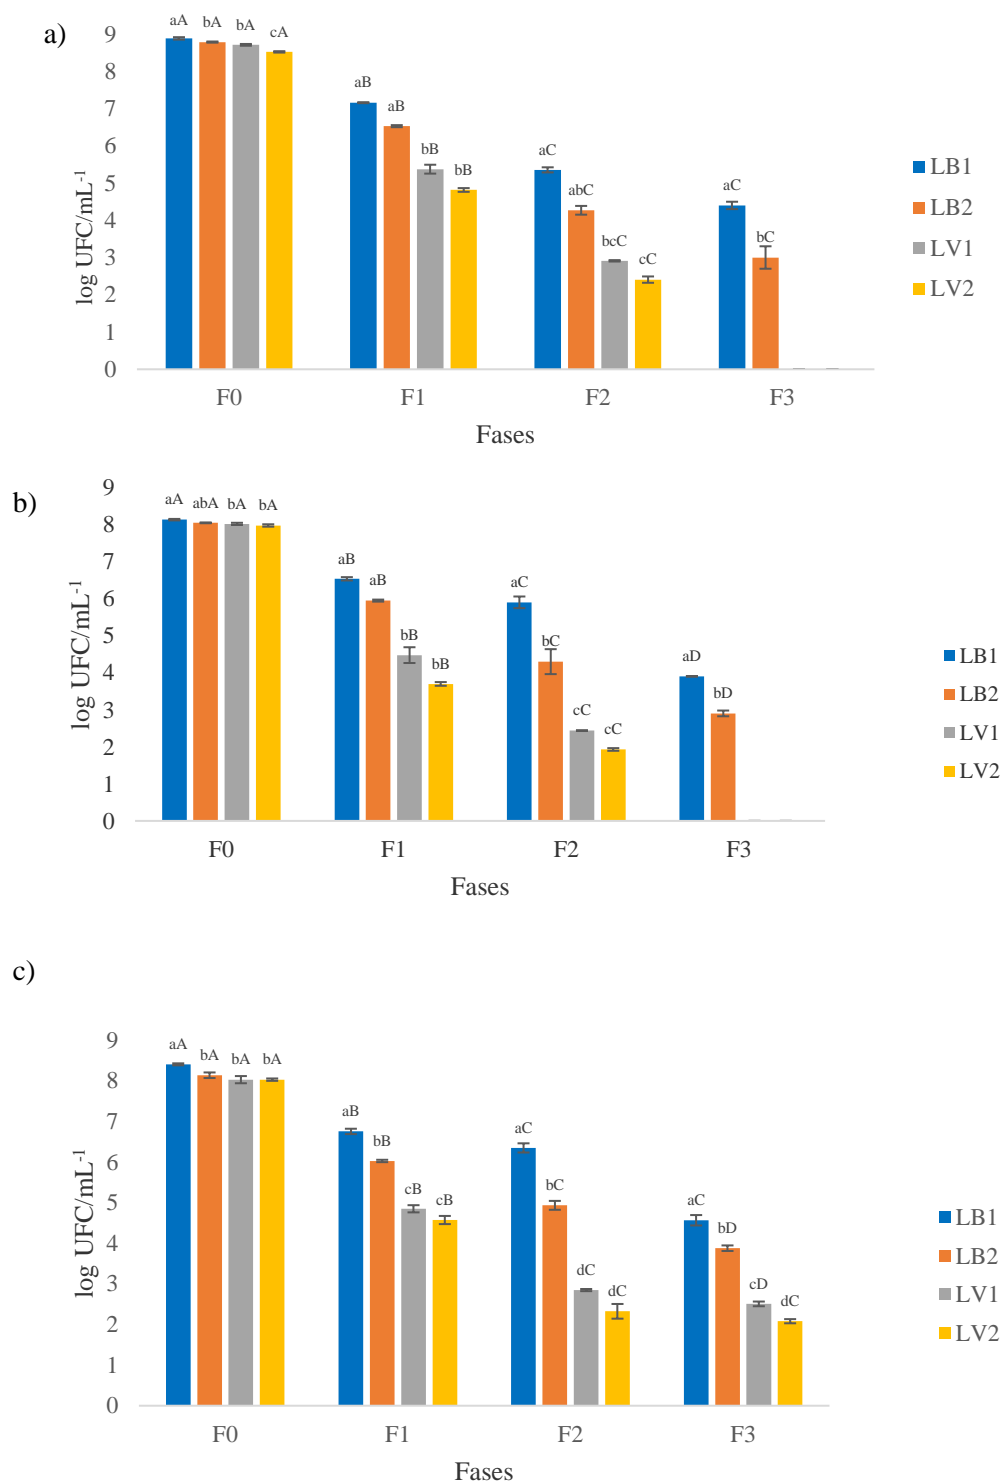 a)
log UFC/mL-1
9
8
7
6
5
4
3
2
1
0
aA bA bA cA
aB aB bB bB
aC abC bcC cC
aC bC
F0 F1 F2 F3
Fases
LB1
LB2
LV1
LV2
b)
log UFC/mL-1
9
8
7
6
5
4
3
2
1
0
aA abA bA bA
aB aB bB bB
aC bC cC cC
aD bD
F0 F1 F2 F3
Fases
LB1
LB2
LV1
LV2
c)
log UFC/mL-1
9
8
7
6
5
4
3
2
1
0
aA bA bA bA
aB bB cB cB
aC bC dC dC
aC bD cD dC
F0 F1 F2 F3
Fases
LB1
LB2
LV1
LV2